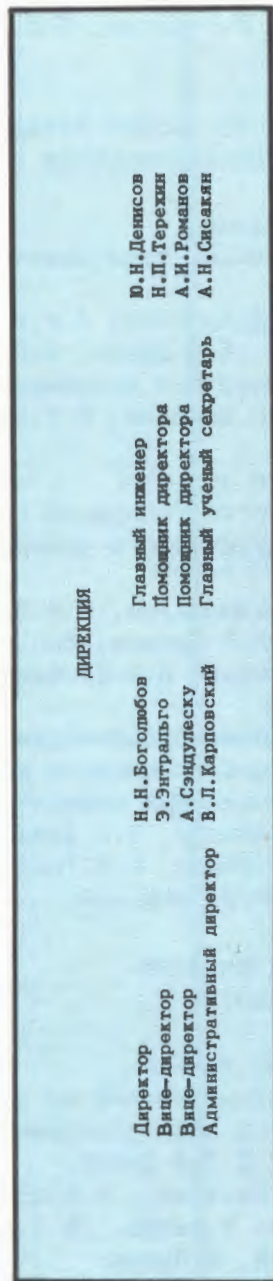 ДИРЕКЦИЯ
Директор Н.Н.Боголюбов Главный инженер Ю.Н.Денисов
Вице-директор Э.Энтральго Помощник директора Н.П.Терехин
Вице-директор А.Сэндулеску Помощник директора А.И.Романов
Административный директор В.Л.Карповский Главный ученый секретарь А.Н.Сисакян